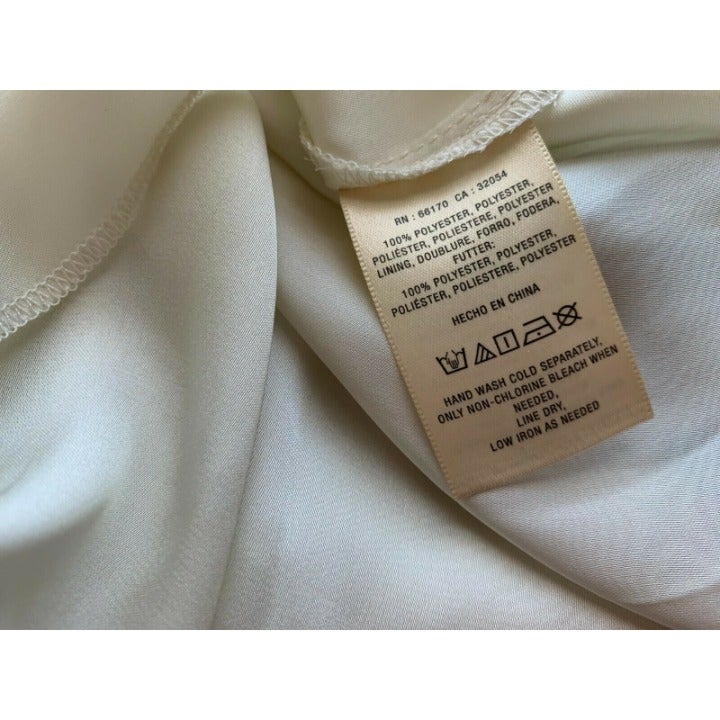 RN : 66170 CA : 32054
100% POLYESTER, POLYESTER,
POLIÉSTER, POLIESTERE, POLYESTER
LINING, DOUBLURE, FORRO, FODERA,
FUTTER:
100% POLYESTER, POLYESTER,
POLIÉSTER, POLIESTERE, POLYESTER
HECHO EN CHINA
HAND WASH COLD SEPARATELY,
ONLY NON-CHLORINE BLEACH WHEN
NEEDED,
LINE DRY,
LOW IRON AS NEEDED